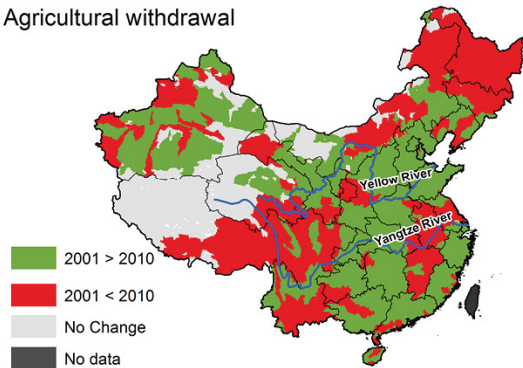 Agricultural withdrawal
Yellow River
Yangtze River
2001 > 2010
2001 < 2010
No Change
No data